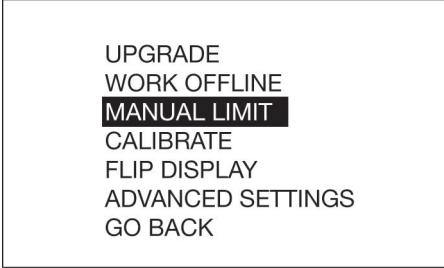 UPGRADE
WORK OFFLINE
MANUAL LIMIT
CALIBRATE
FLIP DISPLAY
ADVANCED SETTINGS
GO BACK